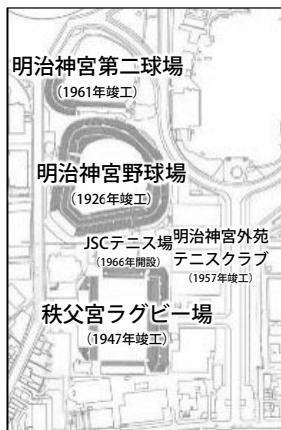 明治神宮第二球場
(1961年竣工)
明治神宮野球場
(1926年竣工)
JSCテニス場
(1966年開設)
明治神宮外苑
テニスクラブ
(1957年竣工)
秩父宮ラグビー場
(1947年竣工)